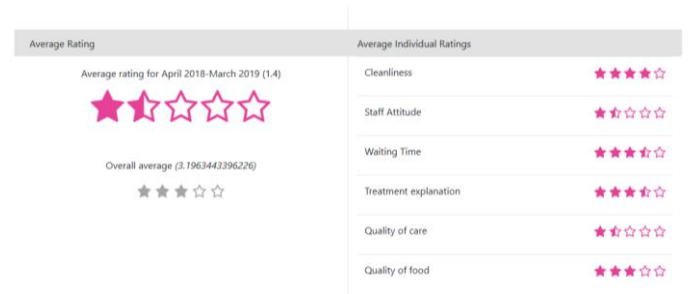 Average Rating
Average rating for April 2018-March 2019 (1.4)
Overall average (3.1963443396226)
Average Individual Ratings
Cleanliness
Staff Attitude
Waiting Time
Treatment explanation
Quality of care
Quality of food